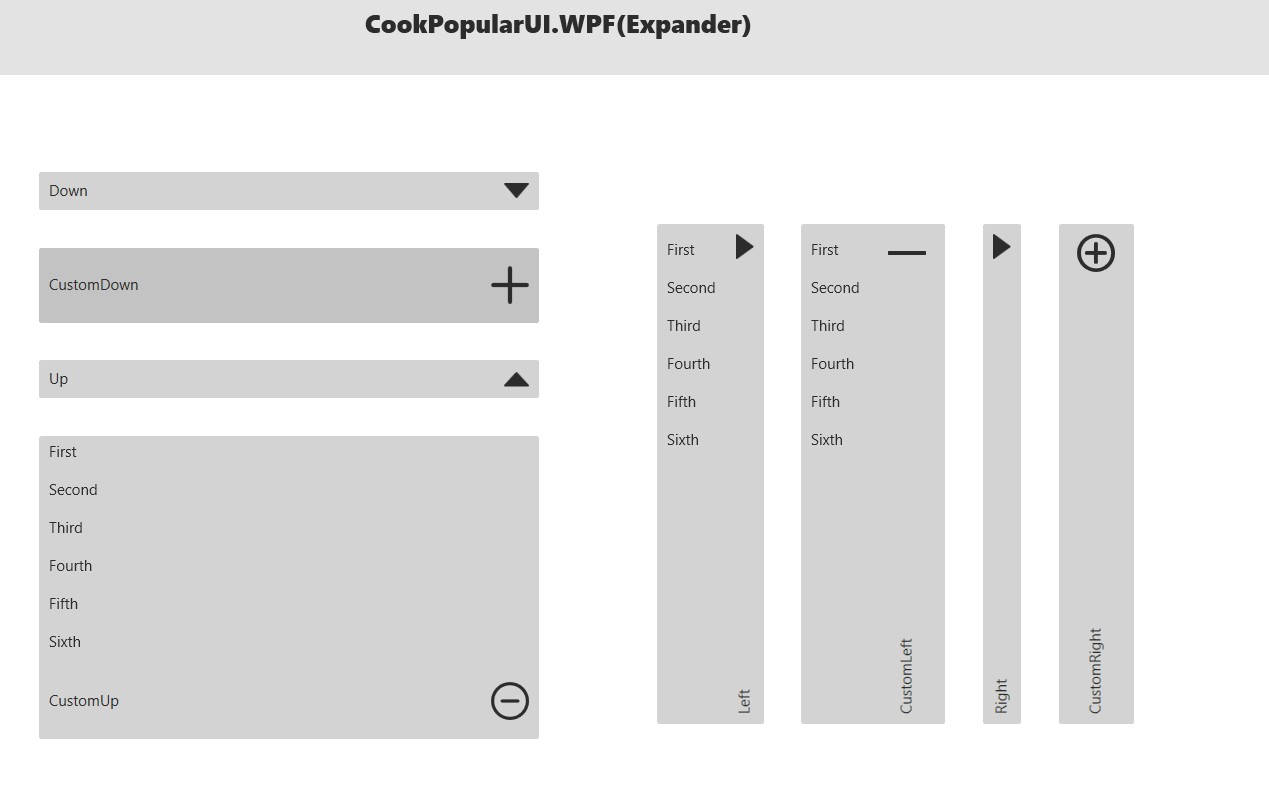 CookPopularUI.WPF(Expander)
Down
CustomDown
Up
First
Second
Third
Fourth
Fifth
Sixth
CustomUp
First
Second
Third
Fourth
Fifth
Sixth
Left
First
Second
Third
Fourth
Fifth
Sixth
CustomLeft
Right
CustomRight